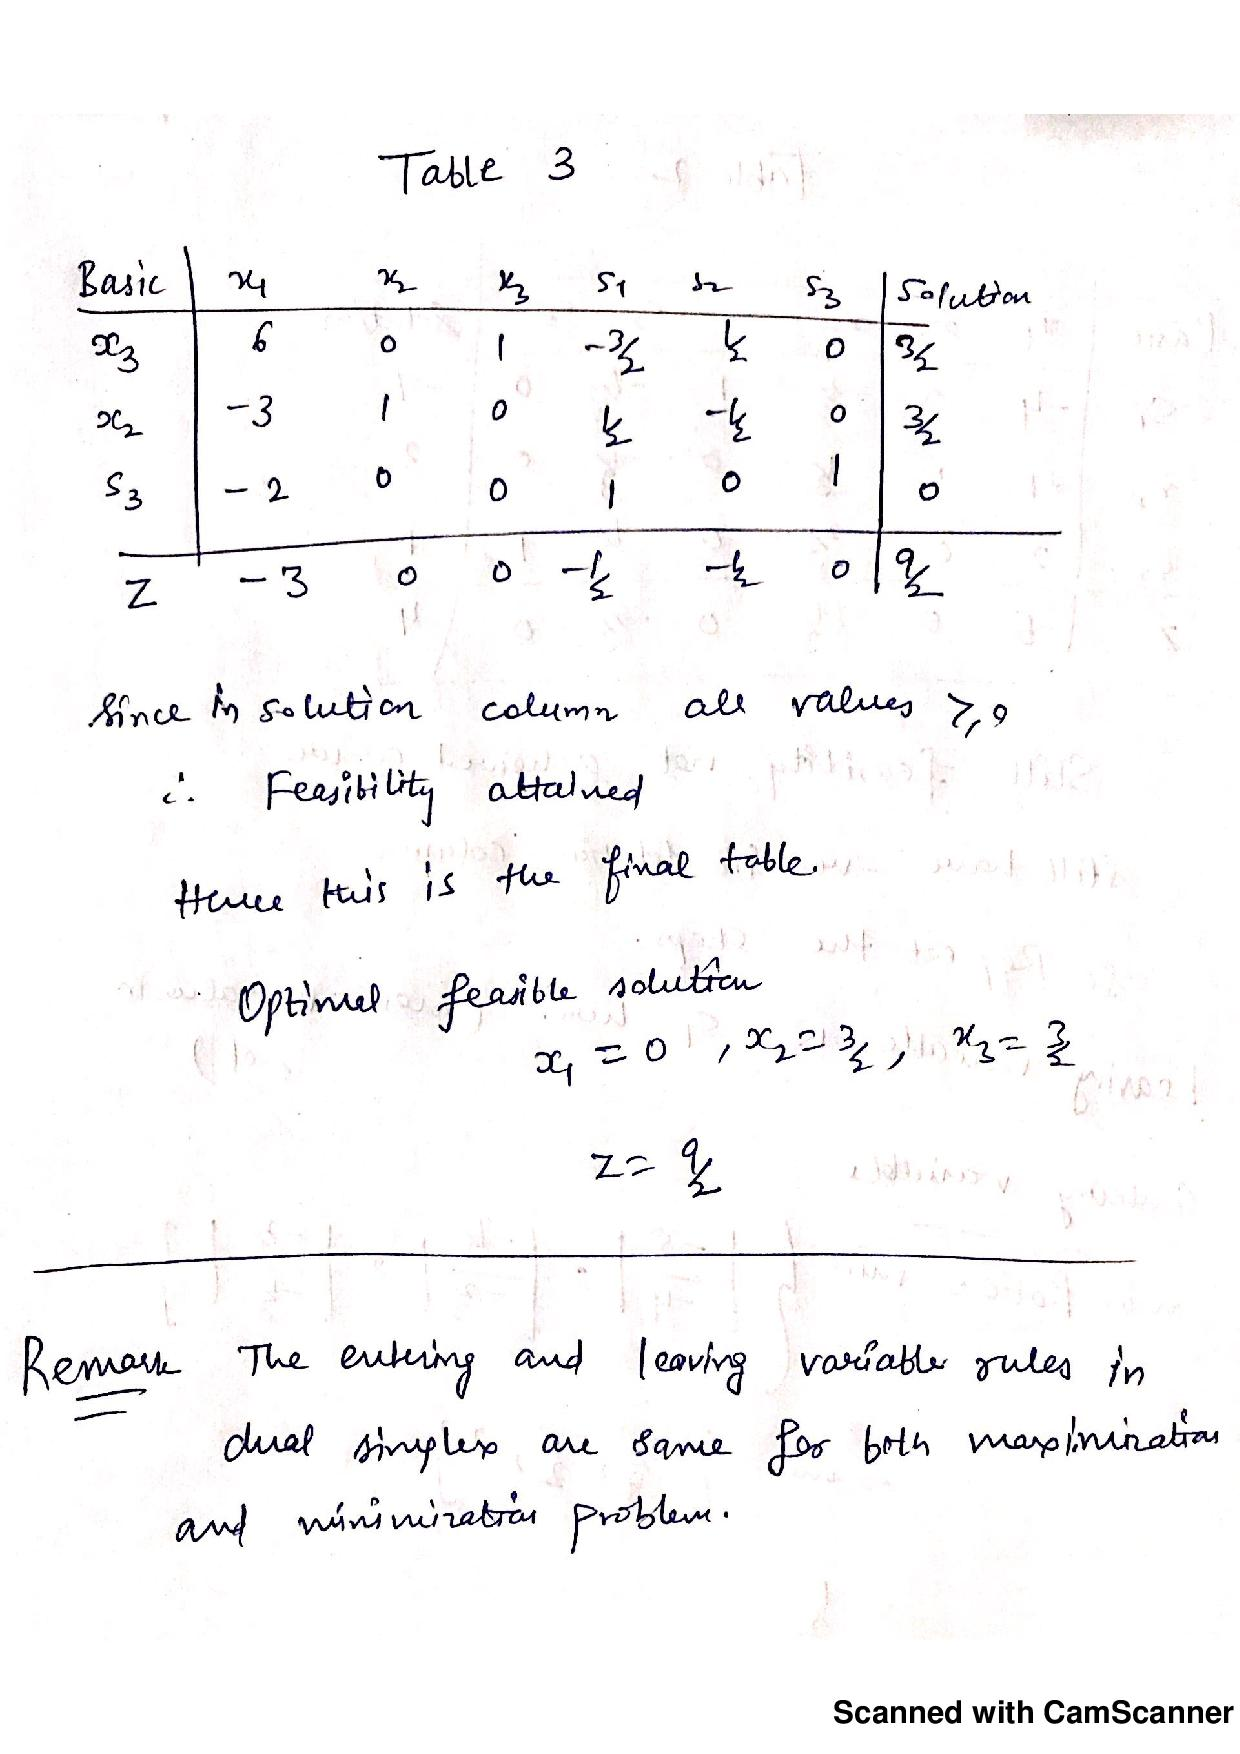 Table 3
Basic x1 x2 x3 s1 s2 s3 Solution
x3 6 0 1 -3/2 1/2 0 3/2
x2 -3 1 0 1/2 -1/2 0 3/2
s3 -2 0 0 1 0 1 0
Z -3 0 0 -1/2 -1/2 0 9/2
Since in solution column all values ≥ 0
∴ Feasibility attained
Hence this is the final table.
Optimal feasible solution
x1 = 0 , x2 = 3/2 , x3 = 3/2
Z = 9/2
Remark The entering and leaving variable rules in
dual simplex are same for both maximization
and minimization problem.
Scanned with CamScanner